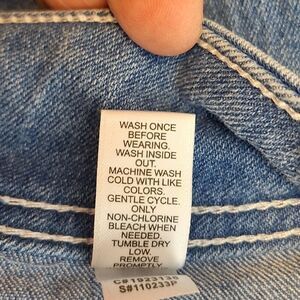 WASH ONCE
BEFORE
WEARING.
WASH INSIDE
OUT.
MACHINE WASH
COLD WITH LIKE
COLORS.
GENTLE CYCLE.
ONLY
NON-CHLORINE
BLEACH WHEN
NEEDED.
TUMBLE DRY
LOW.
REMOVE
PROMPTLY.
C#1923136
S#110233P